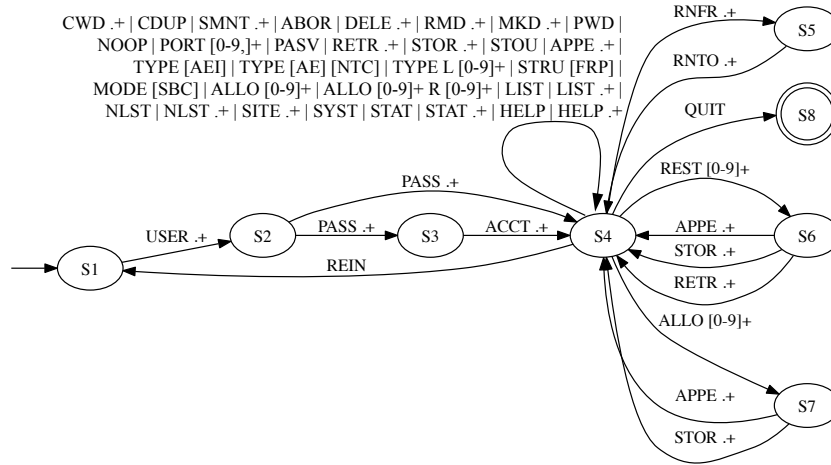 CWD .+ | CDUP | SMNT .+ | ABOR | DELE .+ | RMD .+ | MKD .+ | PWD |
NOOP | PORT [0-9,]+ | PASV | RETR .+ | STOR .+ | STOU | APPE .+ |
TYPE [AEI] | TYPE [AE] [NTC] | TYPE L [0-9]+ | STRU [FRP] |
MODE [SBC] | ALLO [0-9]+ | ALLO [0-9]+ R [0-9]+ | LIST | LIST .+ |
NLST | NLST .+ | SITE .+ | SYST | STAT | STAT .+ | HELP | HELP .+
RNFR .+
S5
RNTO .+
QUIT
S8
REST [0-9]+
PASS .+
USER .+
S2
PASS .+
S3
ACCT .+
S4
APPE .+
S6
STOR .+
S1
REIN
RETR .+
ALLO [0-9]+
APPE .+
S7
STOR .+